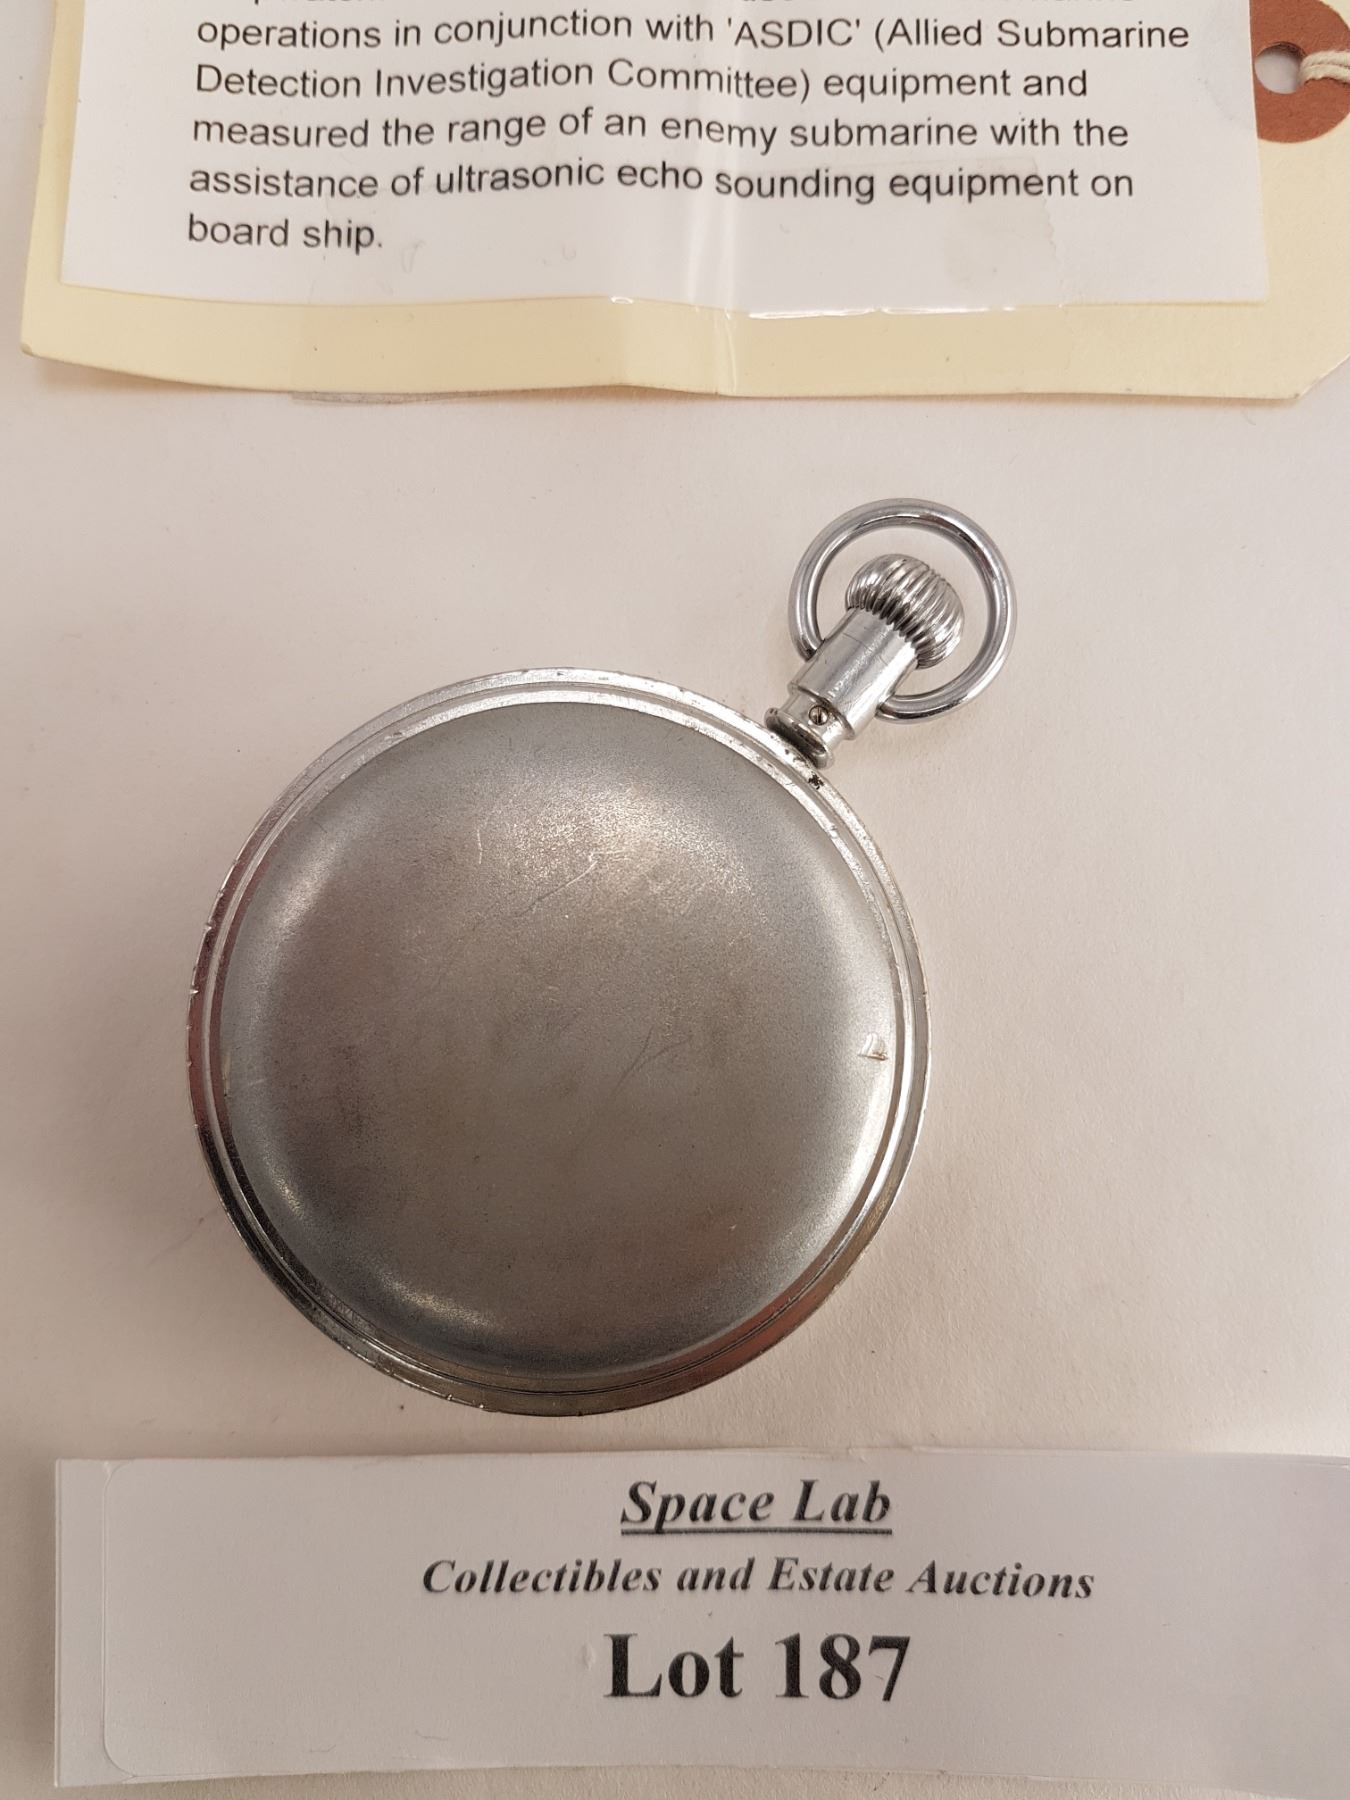 operations in conjunction with 'ASDIC' (Allied Submarine
Detection Investigation Committee) equipment and
measured the range of an enemy submarine with the
assistance of ultrasonic echo sounding equipment on
board ship.
Space Lab
Collectibles and Estate Auctions
Lot 187